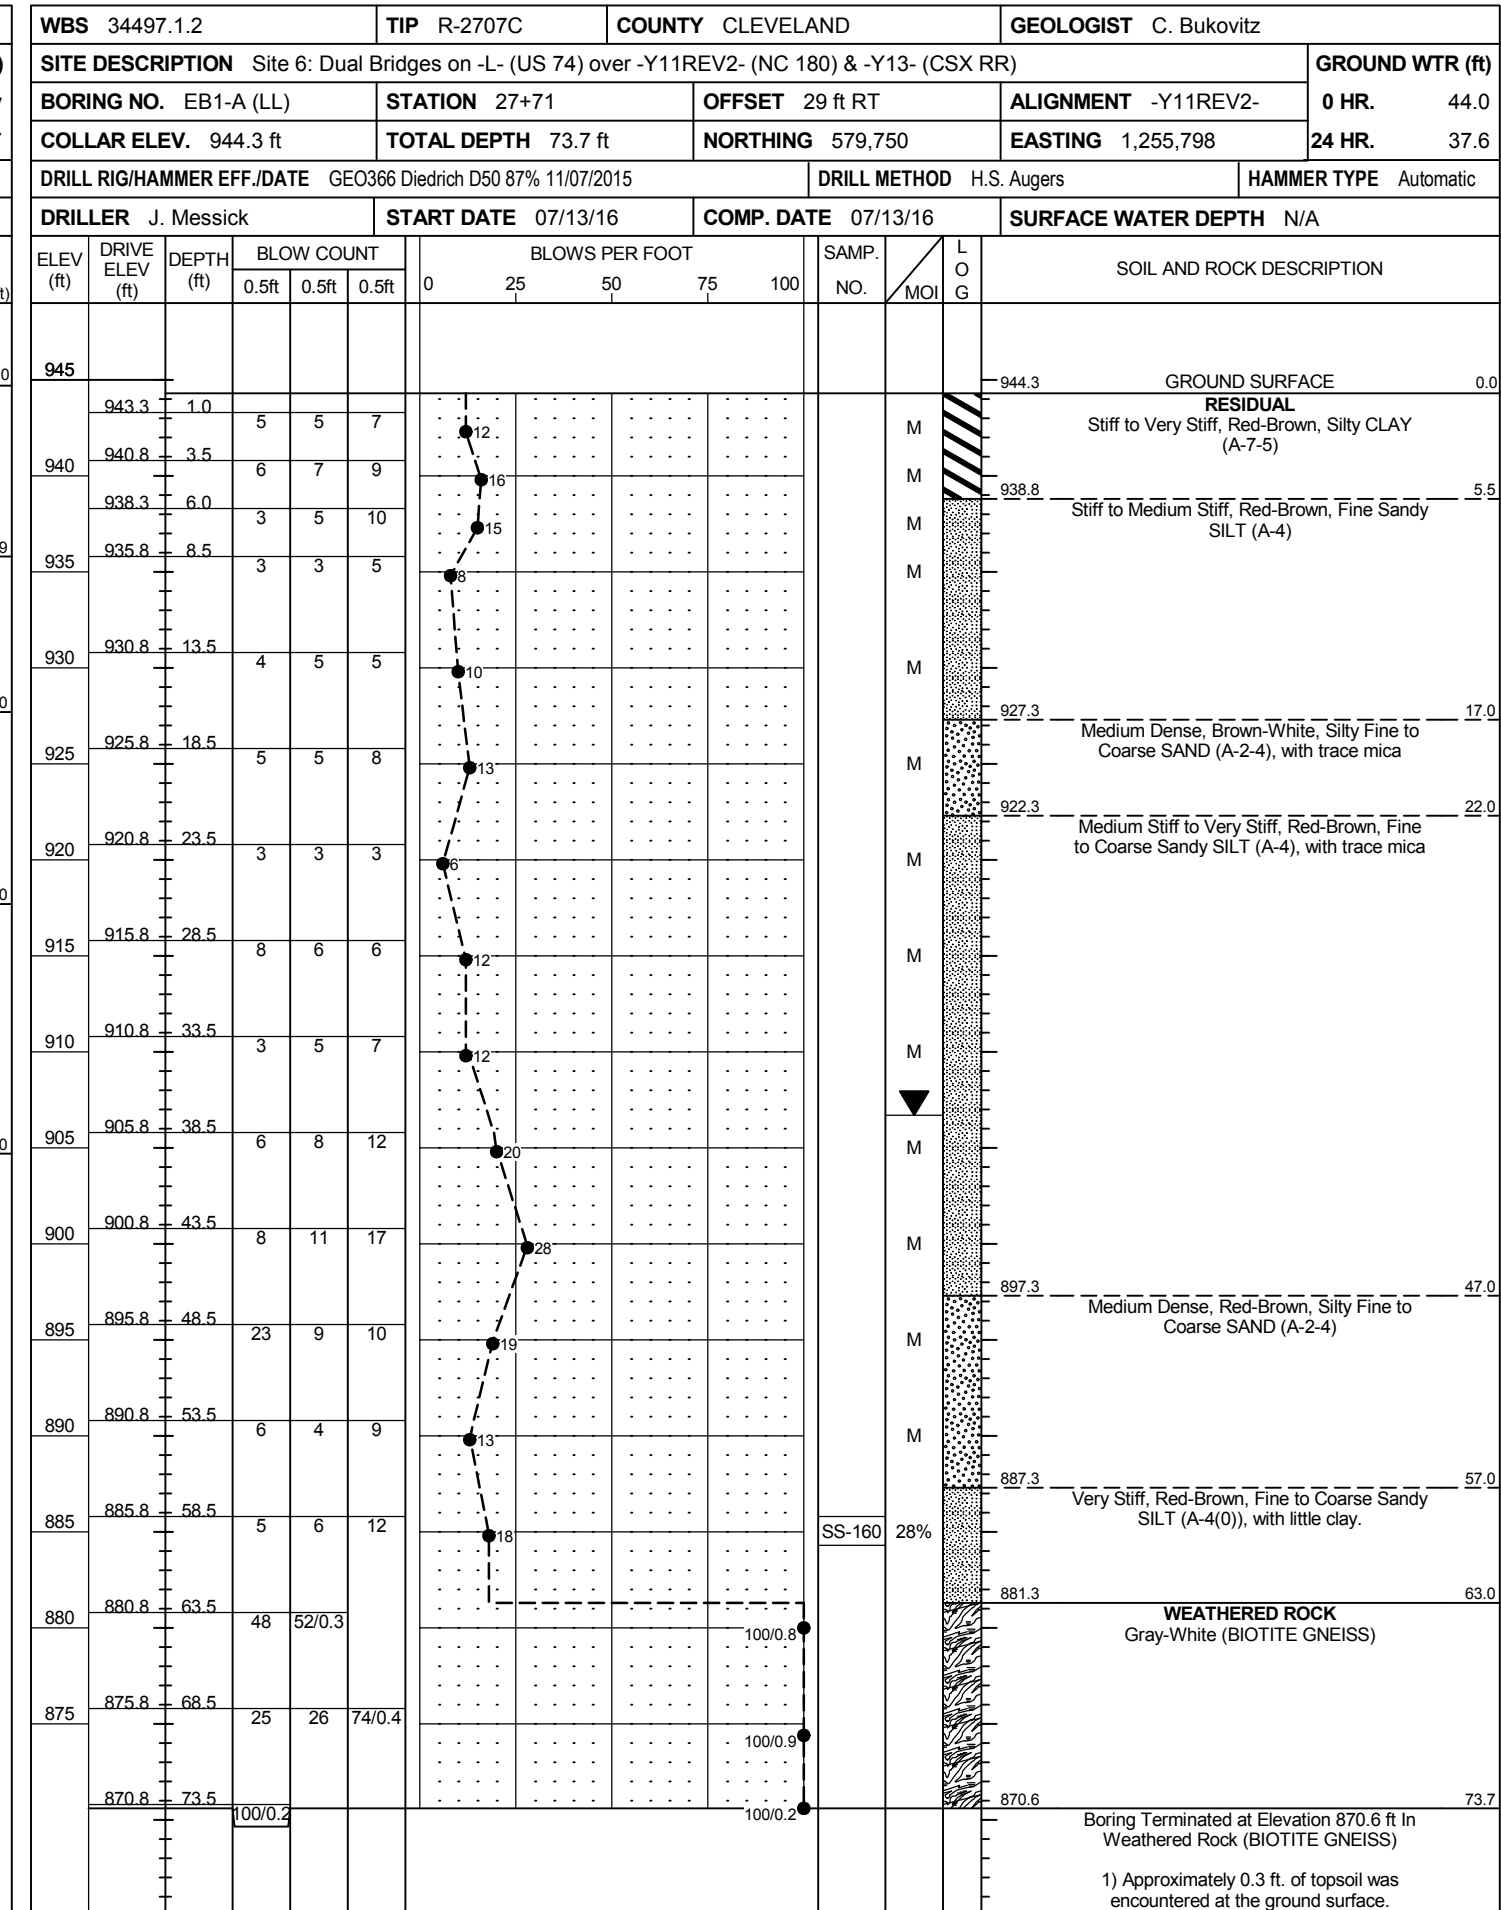 WBS 34497.1.2 TIP R-2707C COUNTY CLEVELAND GEOLOGIST C. Bukovitz
SITE DESCRIPTION Site 6: Dual Bridges on -L- (US 74) over -Y11REV2- (NC 180) & -Y13- (CSX RR) GROUND WTR (ft)
BORING NO. EB1-A (LL) STATION 27+71 OFFSET 29 ft RT ALIGNMENT -Y11REV2- 0 HR. 44.0
COLLAR ELEV. 944.3 ft TOTAL DEPTH 73.7 ft NORTHING 579,750 EASTING 1,255,798 24 HR. 37.6
DRILL RIG/HAMMER EFF./DATE GEO366 Diedrich D50 87% 11/07/2015 DRILL METHOD H.S. Augers HAMMER TYPE Automatic
DRILLER J. Messick START DATE 07/13/16 COMP. DATE 07/13/16 SURFACE WATER DEPTH N/A
ELEV (ft) DRIVE ELEV (ft) DEPTH (ft) BLOW COUNT BLOWS PER FOOT SAMP. NO. MOI LOG SOIL AND ROCK DESCRIPTION
0.5ft 0.5ft 0.5ft 0 25 50 75 100
945
944.3 GROUND SURFACE 0.0
943.3 1.0 5 5 7 12 M
RESIDUAL
Stiff to Very Stiff, Red-Brown, Silty CLAY
(A-7-5)
940 940.8 3.5 6 7 9 16 M
938.8 5.5
938.3 6.0 3 5 10 15 M
Stiff to Medium Stiff, Red-Brown, Fine Sandy
SILT (A-4)
935 935.8 8.5 3 3 5 8 M
930 930.8 13.5 4 5 5 10 M
927.3 17.0
Medium Dense, Brown-White, Silty Fine to
Coarse SAND (A-2-4), with trace mica
925 925.8 18.5 5 5 8 13 M
922.3 22.0
Medium Stiff to Very Stiff, Red-Brown, Fine
to Coarse Sandy SILT (A-4), with trace mica
920 920.8 23.5 3 3 3 6 M
915 915.8 28.5 8 6 6 12 M
910 910.8 33.5 3 5 7 12 M
905 905.8 38.5 6 8 12 20 M
900 900.8 43.5 8 11 17 28 M
897.3 47.0
Medium Dense, Red-Brown, Silty Fine to
Coarse SAND (A-2-4)
895 895.8 48.5 23 9 10 19 M
890 890.8 53.5 6 4 9 13 M
887.3 57.0
Very Stiff, Red-Brown, Fine to Coarse Sandy
SILT (A-4(0)), with little clay.
885 885.8 58.5 5 6 12 18 SS-160 28%
881.3 63.0
WEATHERED ROCK
Gray-White (BIOTITE GNEISS)
880 880.8 63.5 48 52/0.3 100/0.8
875 875.8 68.5 25 26 74/0.4 100/0.9
870.8 73.5 100/0.2 100/0.2
870.6 73.7
Boring Terminated at Elevation 870.6 ft In
Weathered Rock (BIOTITE GNEISS)
1) Approximately 0.3 ft. of topsoil was
encountered at the ground surface.